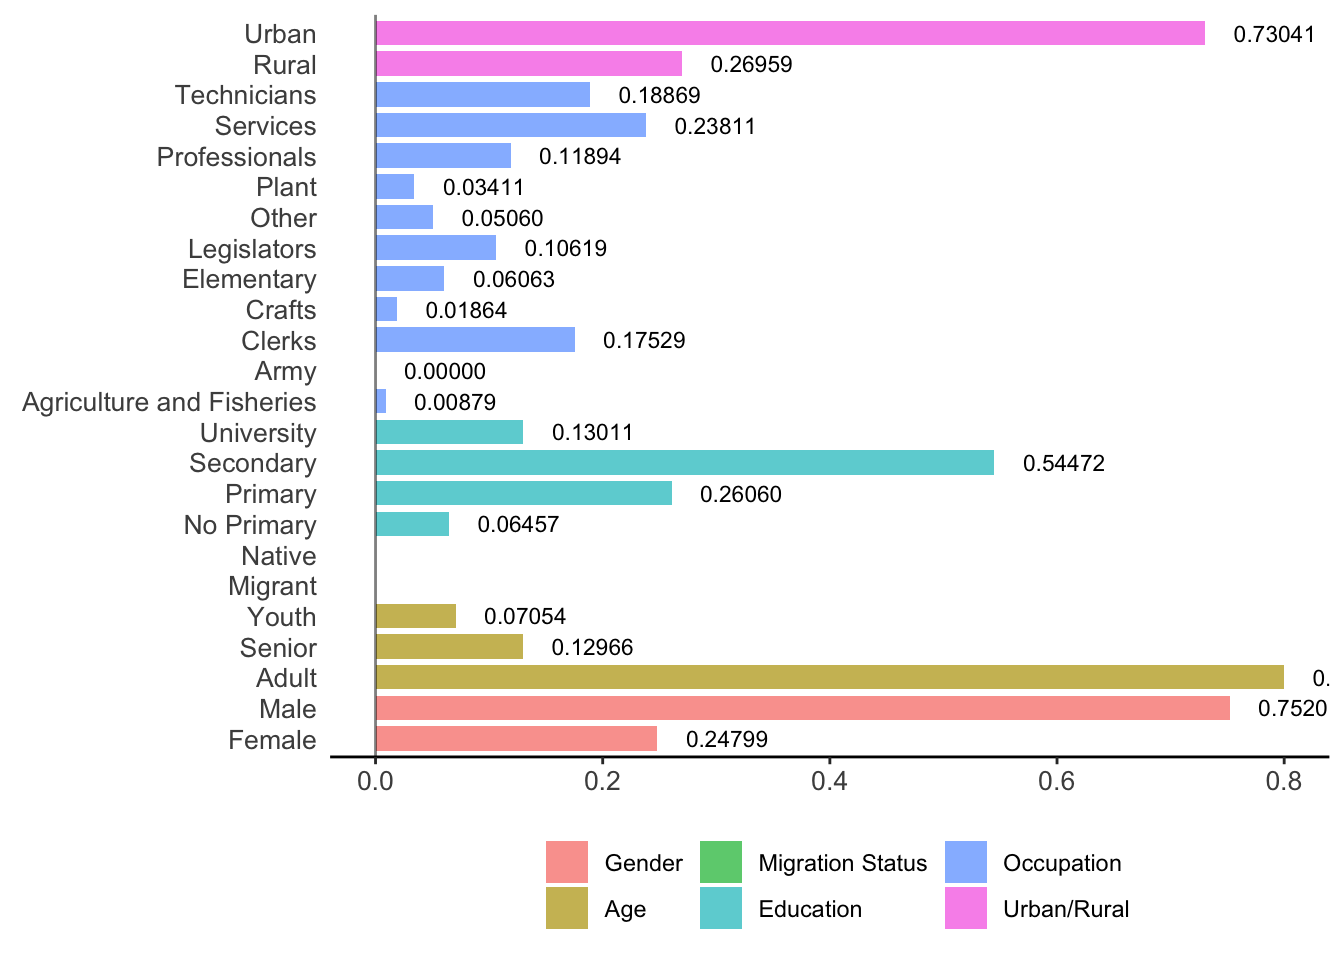 Urban 0.73041
Rural 0.26959
Technicians 0.18869
Services 0.23811
Professionals 0.11894
Plant 0.03411
Other 0.05060
Legislators 0.10619
Elementary 0.06063
Crafts 0.01864
Clerks 0.17529
Army 0.00000
Agriculture and Fisheries 0.00879
University 0.13011
Secondary 0.54472
Primary 0.26060
No Primary 0.06457
Native
Migrant
Youth 0.07054
Senior 0.12966
Adult 0.
Male 0.7520
Female 0.24799
0.0 0.2 0.4 0.6 0.8
Gender Migration Status Occupation
Age Education Urban/Rural